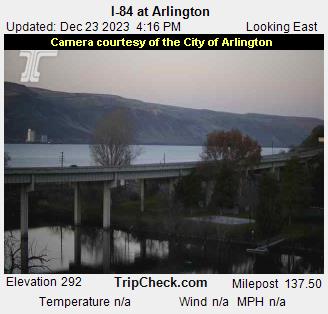 I-84 at Arlington
Updated: Dec 23 2023 4:16 PM Looking East
Camera courtesy of the City of Arlington
Elevation 292 TripCheck.com Milepost 137.50
Temperature n/a Wind n/a MPH n/a